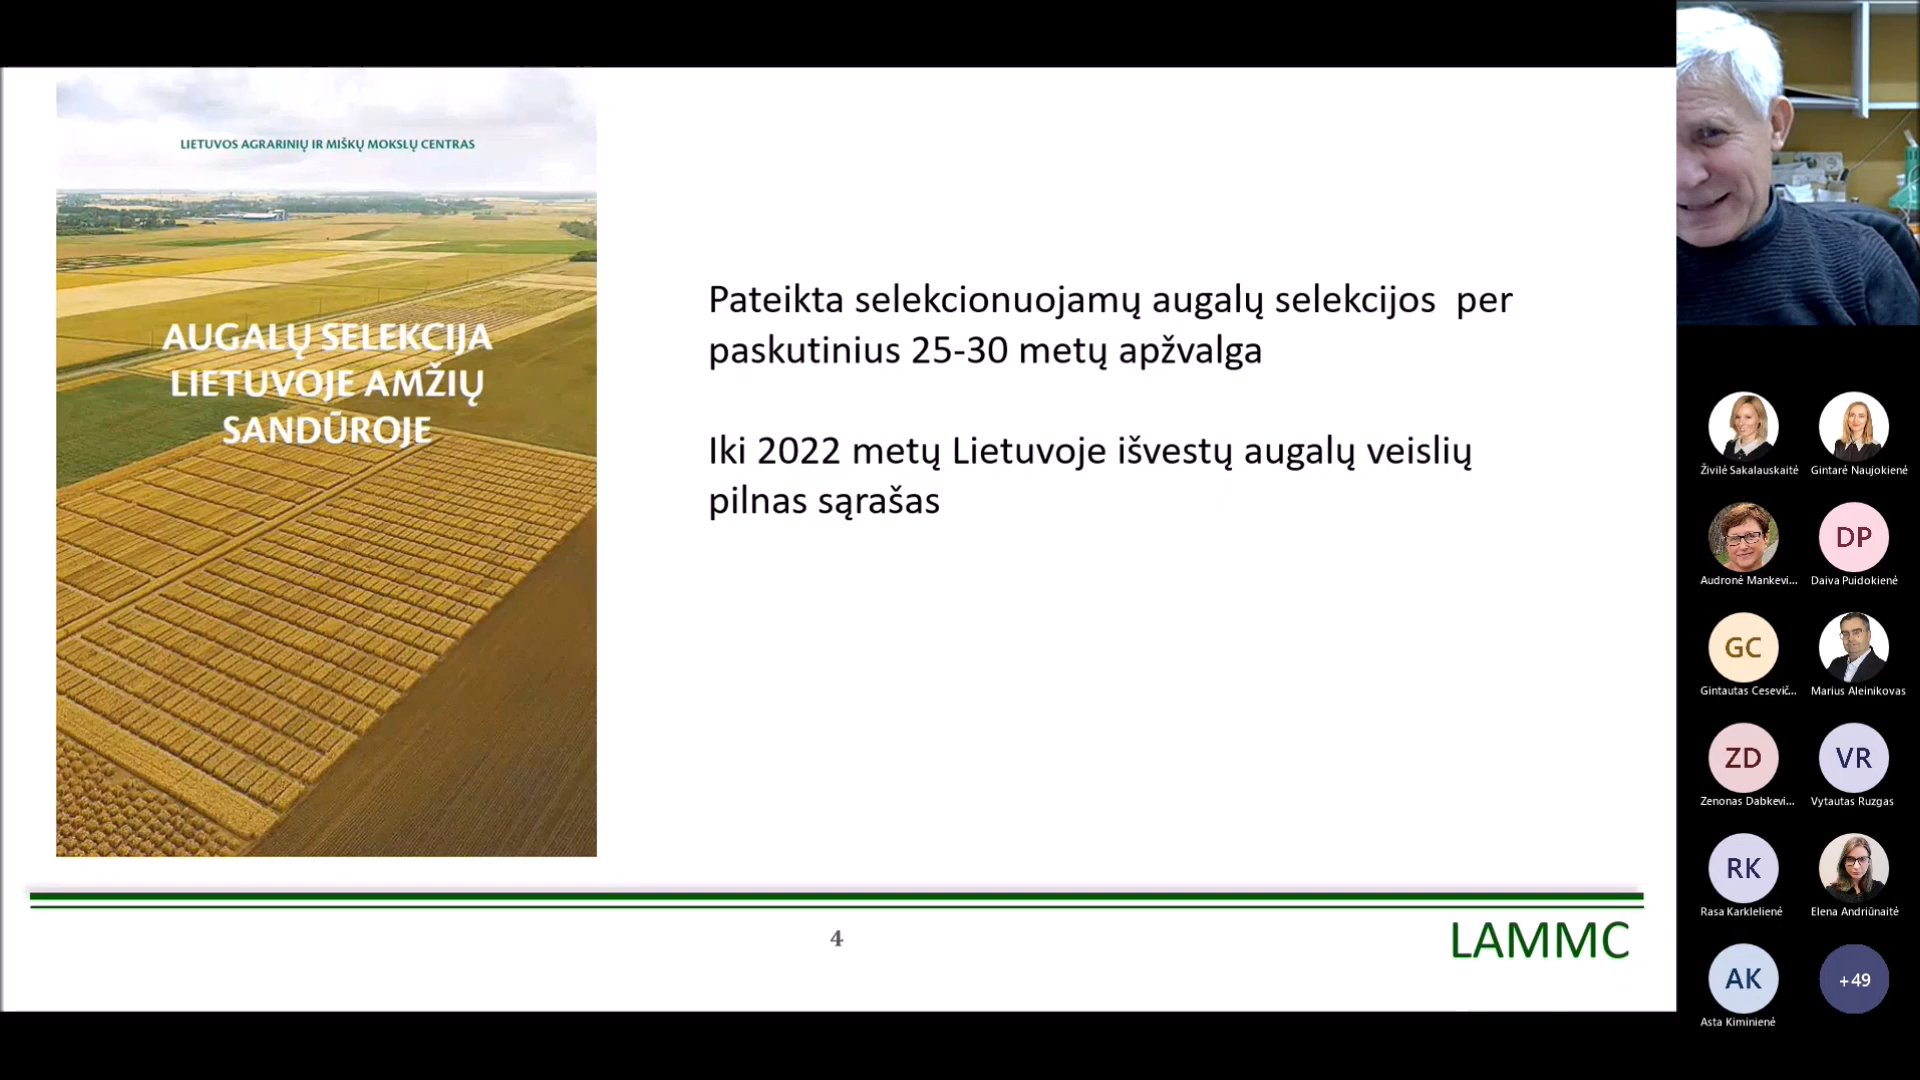 LIETUVOS AGRARINIŲ IR MIŠKŲ MOKSLŲ CENTRAS
AUGALŲ SELEKCIJA
LIETUVOJE AMŽIŲ
SANDŪROJE
Pateikta selekcionuojamų augalų selekcijos per
paskutinius 25-30 metų apžvalga
Iki 2022 metų Lietuvoje išvestų augalų veislių
pilnas sąrašas
4
LAMMC
Živilė Sakalauskaitė
Gintarė Naujokienė
Audronė Mankevi...
DP
Daiva Puidokienė
GC
Gintautas Cesevič...
Marius Aleinikovas
ZD
Zenonas Dabkevi...
VR
Vytautas Ruzgas
RK
Rasa Karklelienė
Elena Andriūnaitė
AK
Asta Kiminienė
+49